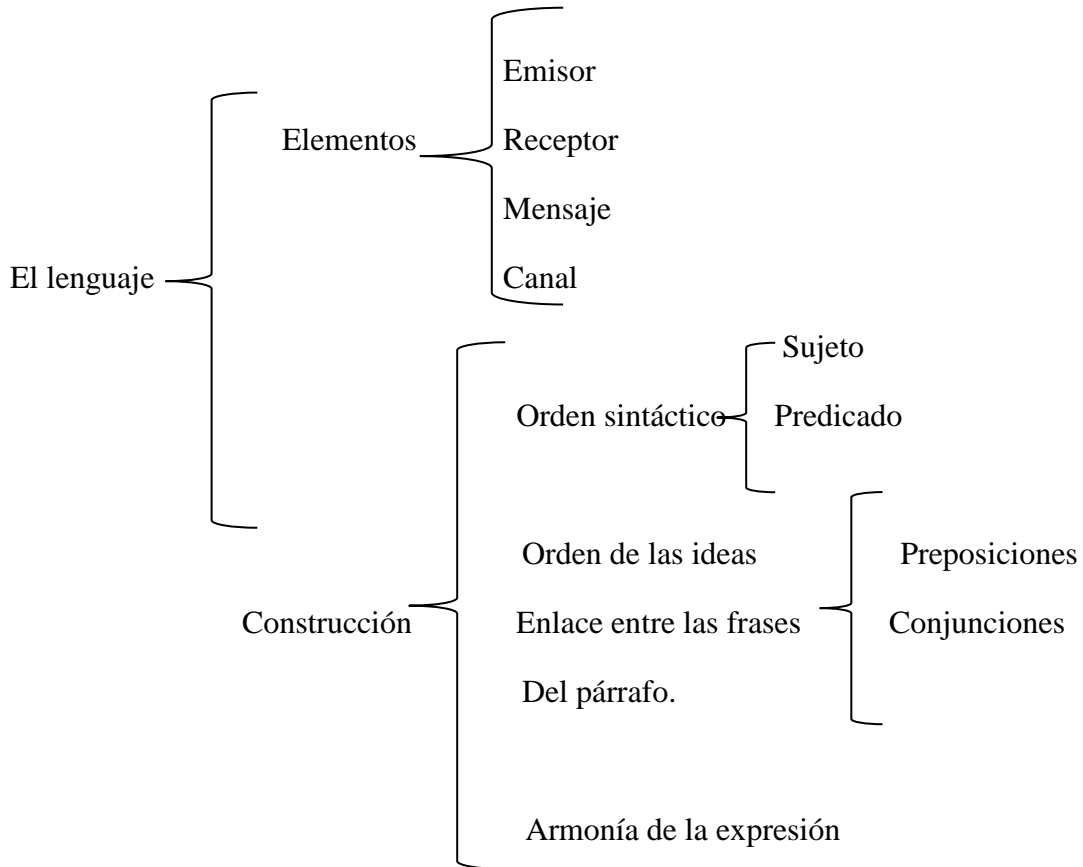 Emisor
Elementos Receptor
Mensaje
El lenguaje Canal
Sujeto
Orden sintáctico Predicado
Orden de las ideas Preposiciones
Construcción Enlace entre las frases Conjunciones
Del párrafo.
Armonía de la expresión